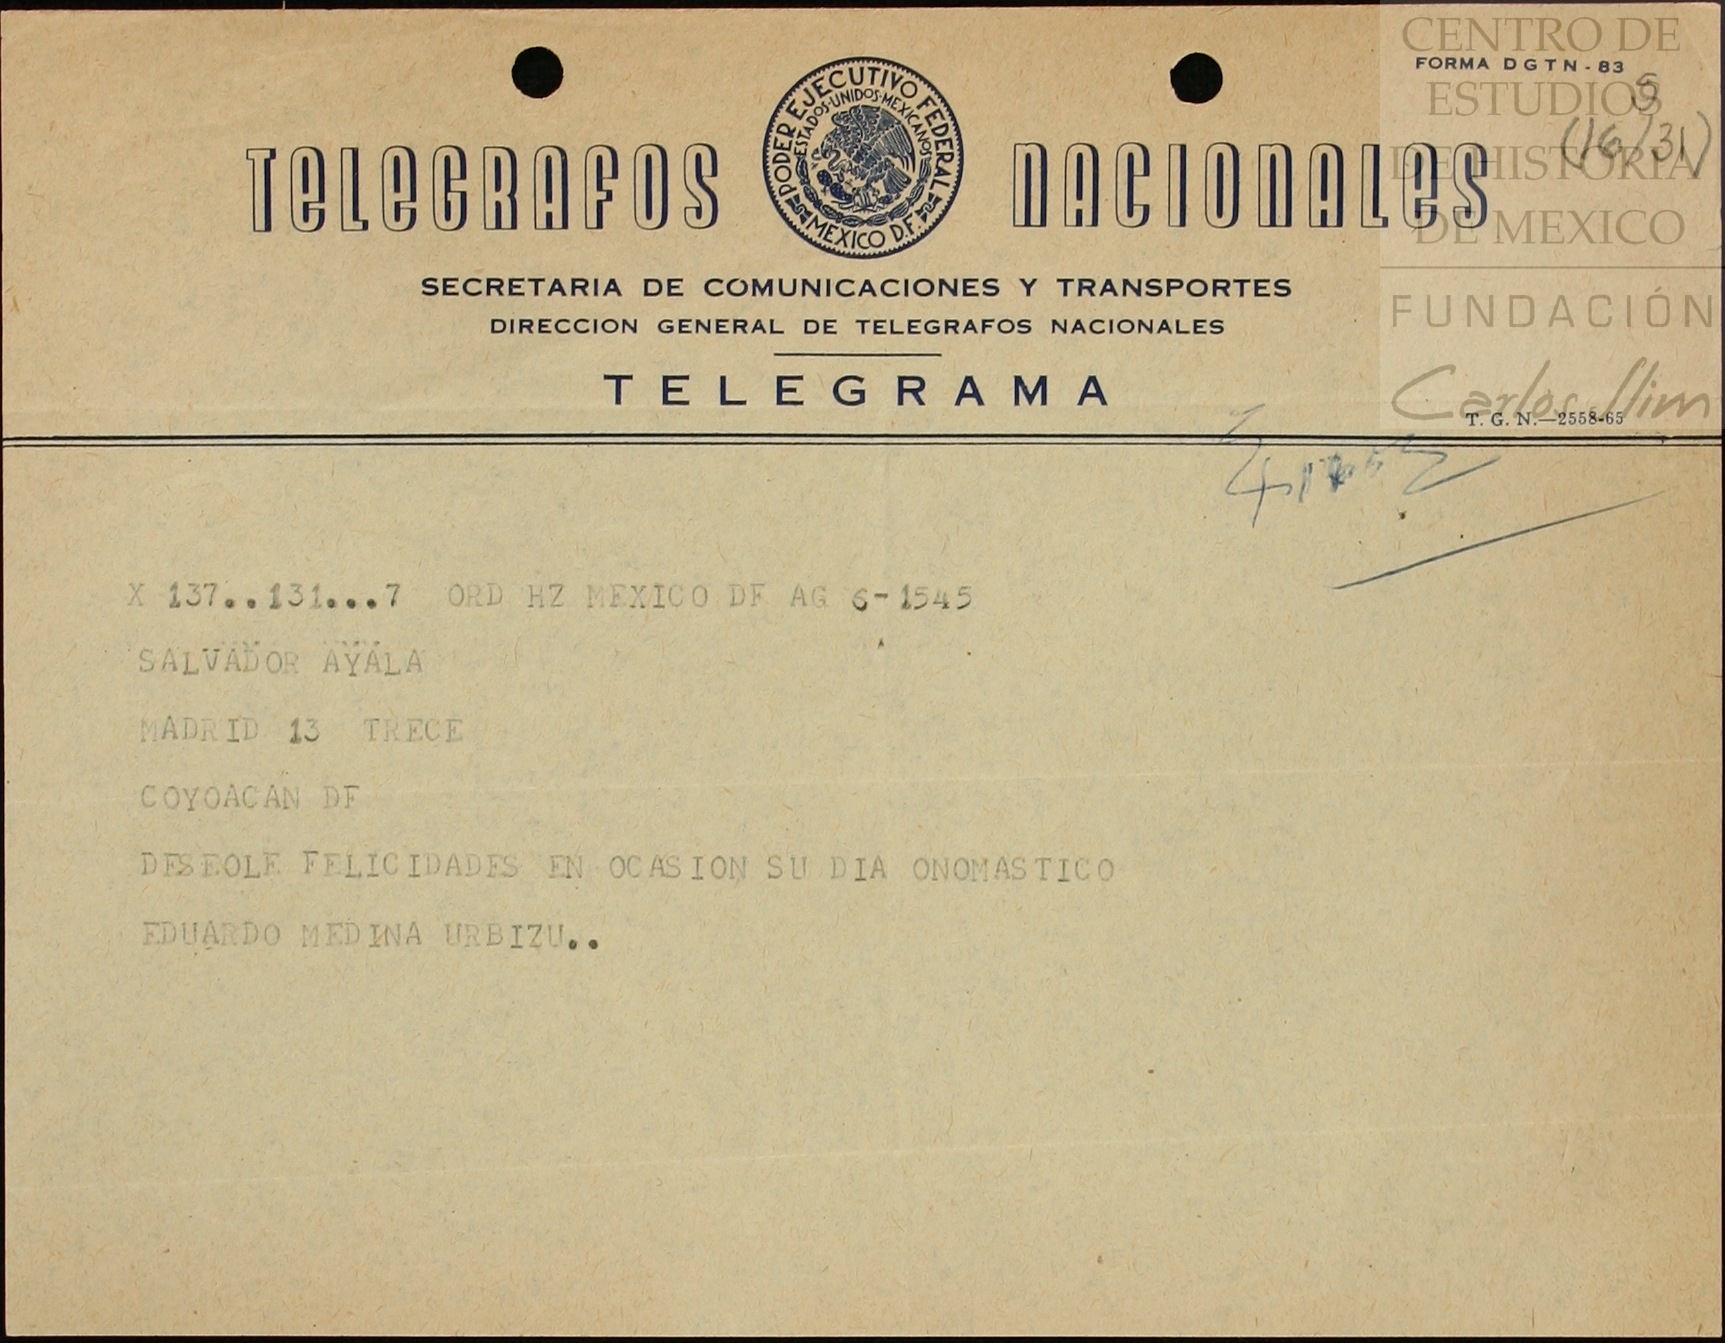 CENTRO DE
FORMA DGTN-83
ESTUDIOS
5
(16/31)
DE HISTORIA
DE MEXICO
FUNDACIÓN
Carlos Slim
PODER EJECUTIVO FEDERAL
ESTADOS UNIDOS MEXICANOS
MEXICO D.F.
TELEGRAFOS NACIONALES
SECRETARIA DE COMUNICACIONES Y TRANSPORTES
DIRECCION GENERAL DE TELEGRAFOS NACIONALES
TELEGRAMA
T. G. N.—2558-65
X 137..131...7 ORD HZ MEXICO DF AG 6-1545
SALVADOR AYALA
MADRID 13 TRECE
COYOACAN DF
DESEOLE FELICIDADES EN OCASION SU DIA ONOMASTICO
EDUARDO MEDINA URBIZU..